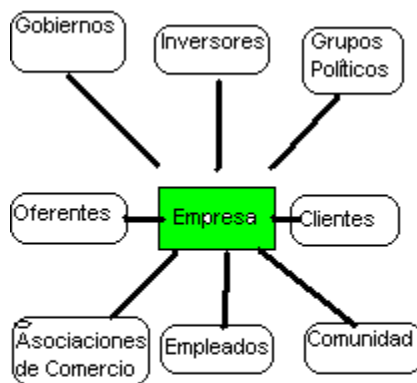 Gobiernos
Inversores
Grupos
Políticos
Oferentes
Empresa
Clientes
Asociaciones
de Comercio
Empleados
Comunidad